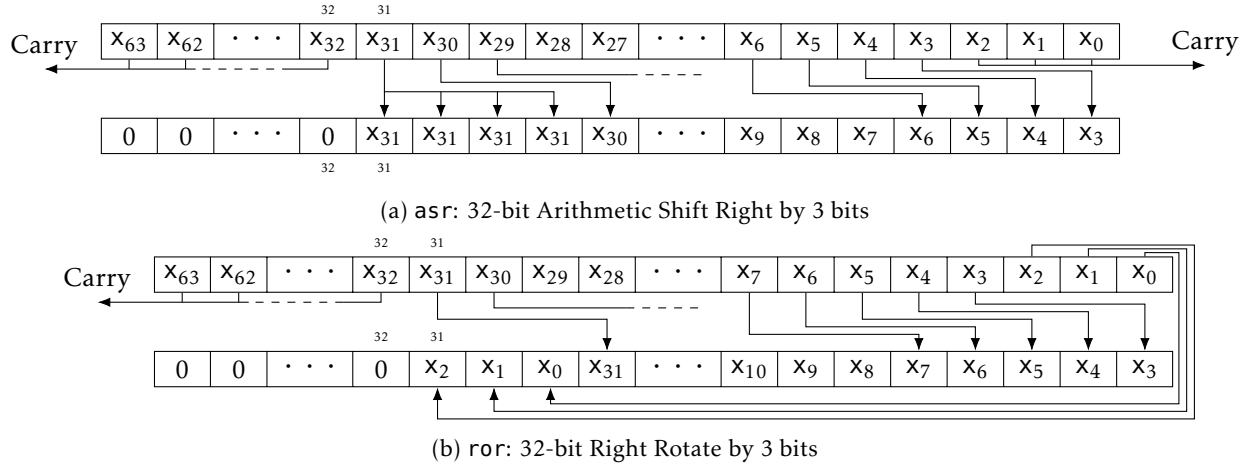 32 31
Carry x63 x62 · · · x32 x31 x30 x29 x28 x27 · · · x6 x5 x4 x3 x2 x1 x0 Carry
0 0 · · · 0 x31 x31 x31 x31 x30 · · · x9 x8 x7 x6 x5 x4 x3
32 31
(a) asr: 32-bit Arithmetic Shift Right by 3 bits
32 31
Carry x63 x62 · · · x32 x31 x30 x29 x28 · · · x7 x6 x5 x4 x3 x2 x1 x0
32 31
0 0 · · · 0 x2 x1 x0 x31 · · · x10 x9 x8 x7 x6 x5 x4 x3
(b) ror: 32-bit Right Rotate by 3 bits